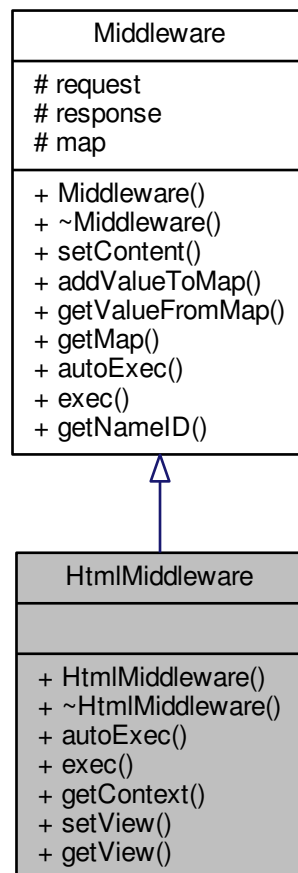 Middleware
# request
# response
# map
+ Middleware()
+ ~Middleware()
+ setContent()
+ addValueToMap()
+ getValueFromMap()
+ getMap()
+ autoExec()
+ exec()
+ getNameID()
HtmlMiddleware
+ HtmlMiddleware()
+ ~HtmlMiddleware()
+ autoExec()
+ exec()
+ getContext()
+ setView()
+ getView()